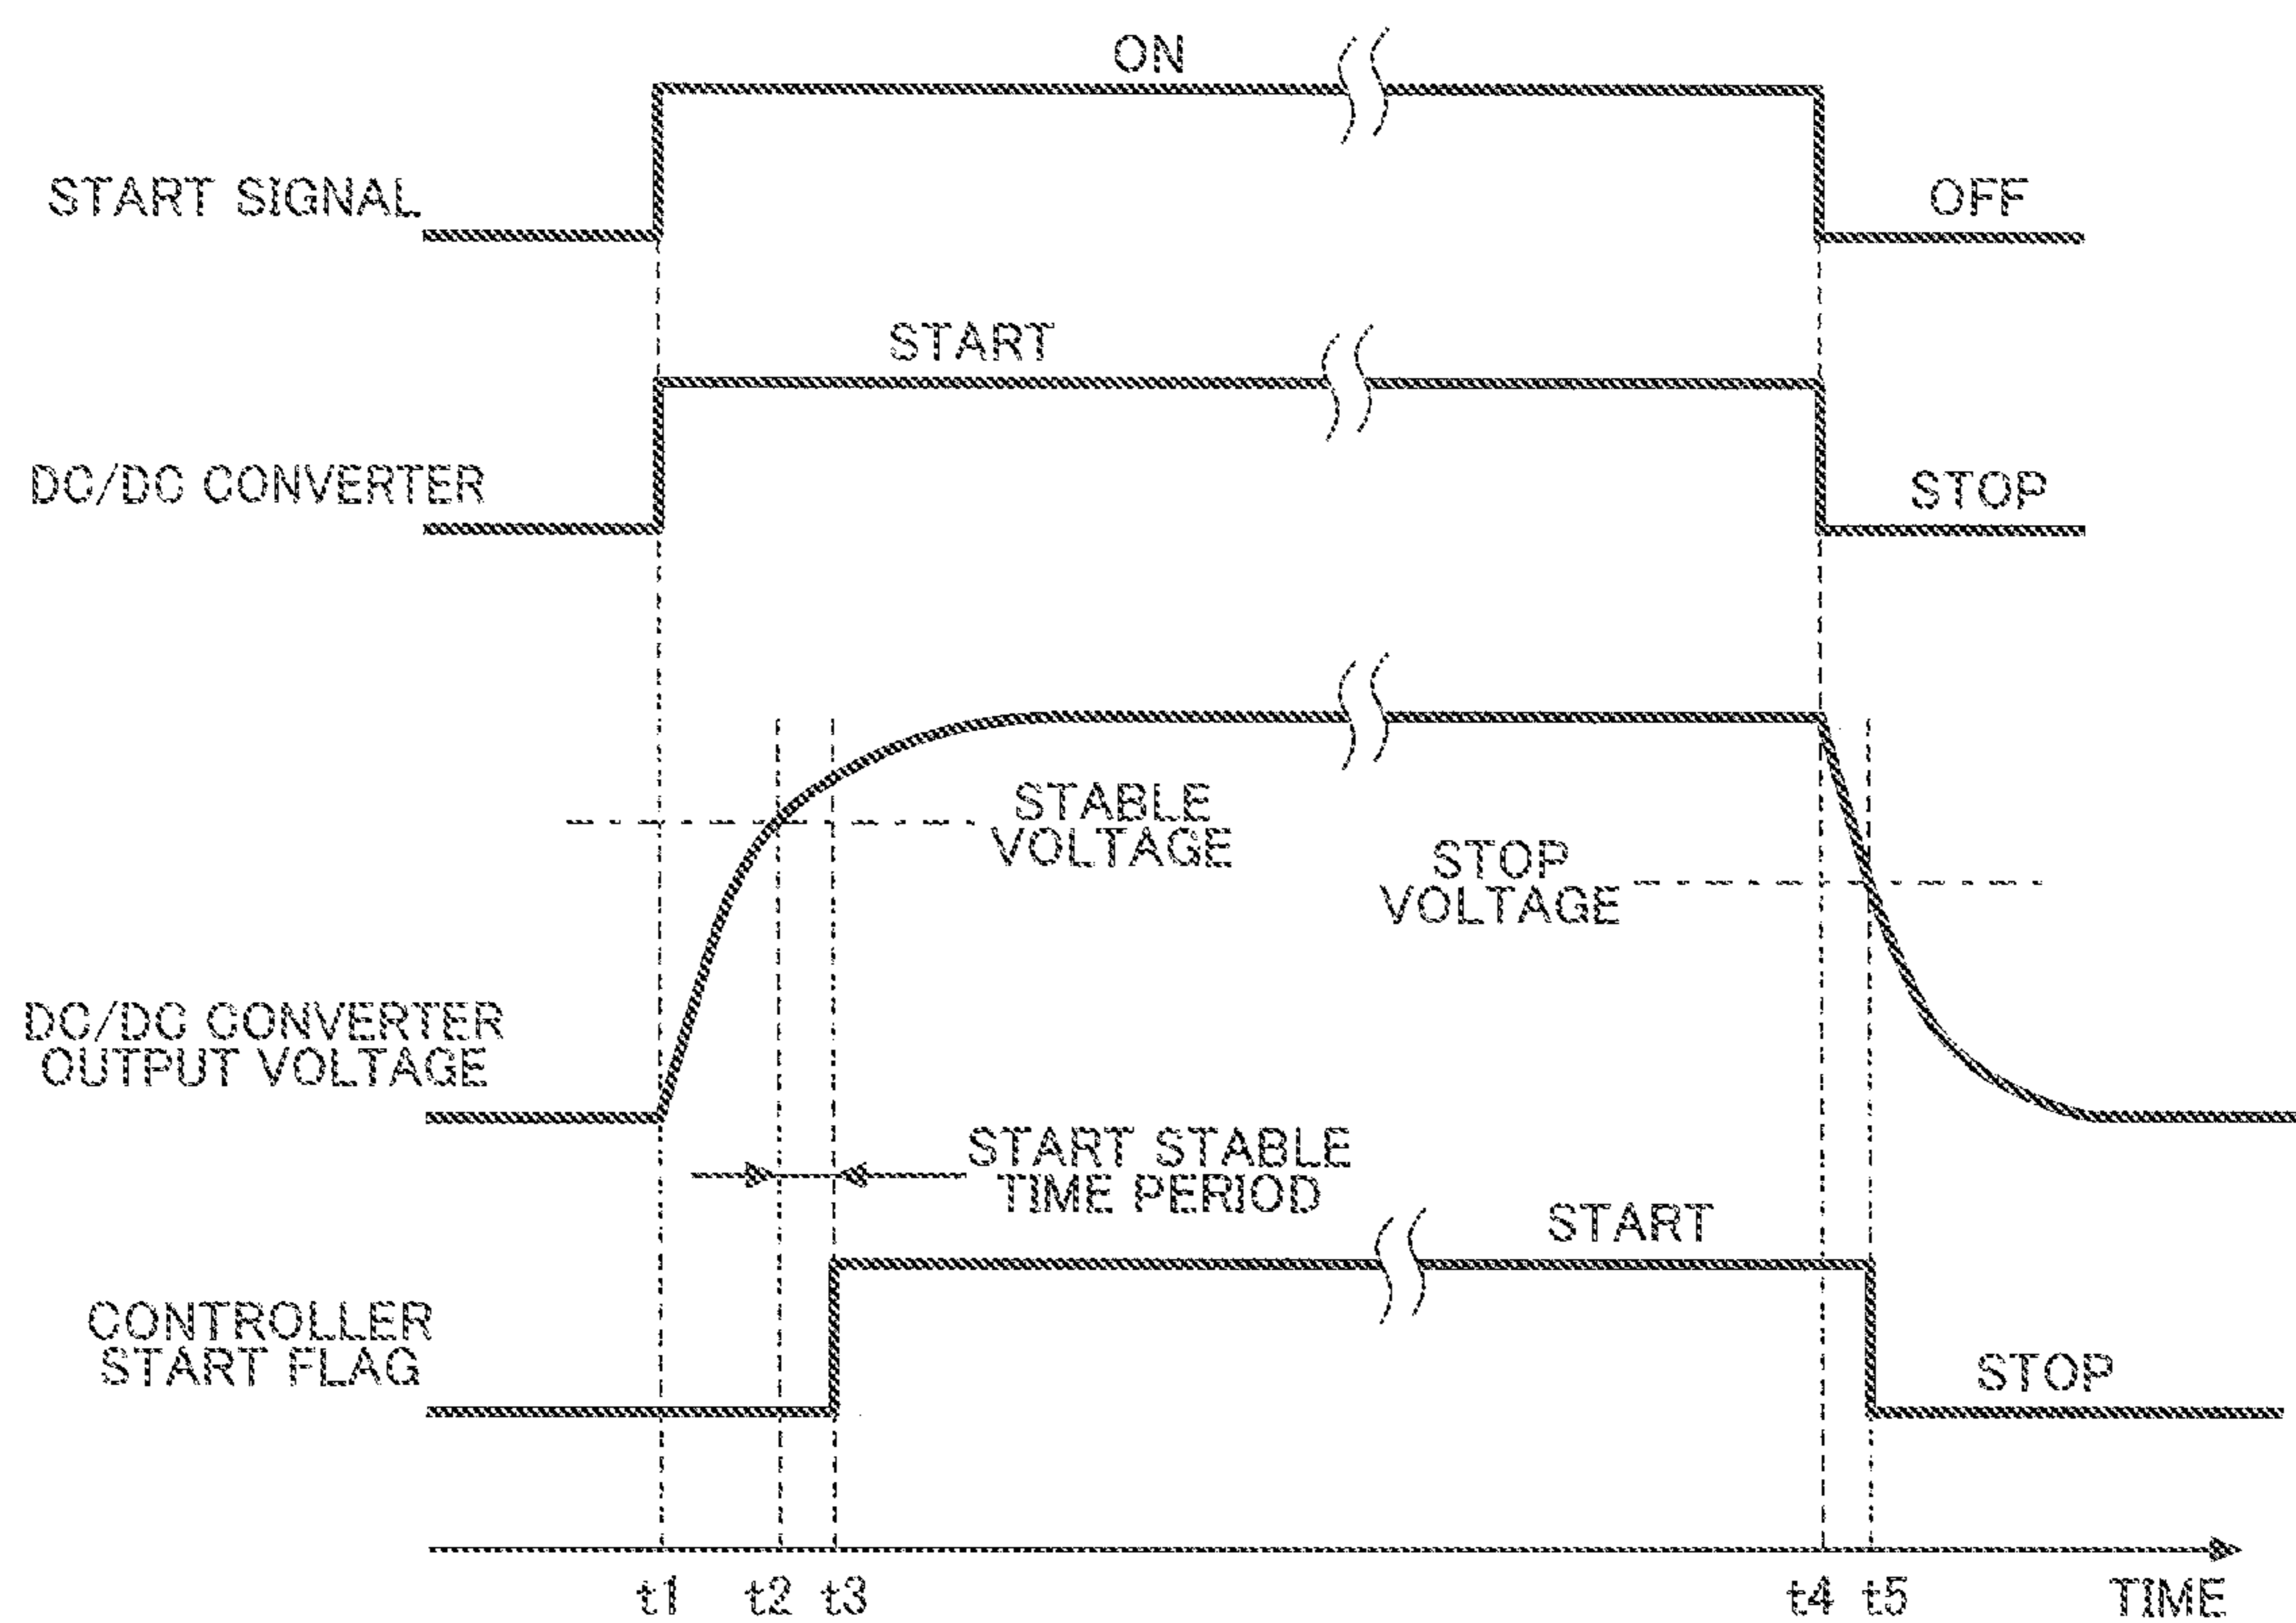 ON
START SIGNAL
OFF
START
DC/DC CONVERTER
STOP
STABLE
VOLTAGE
STOP
VOLTAGE
DC/DC CONVERTER
OUTPUT VOLTAGE
START STABLE
TIME PERIOD
START
CONTROLLER
START FLAG
STOP
t1 t2 t3 t4 t5 TIME